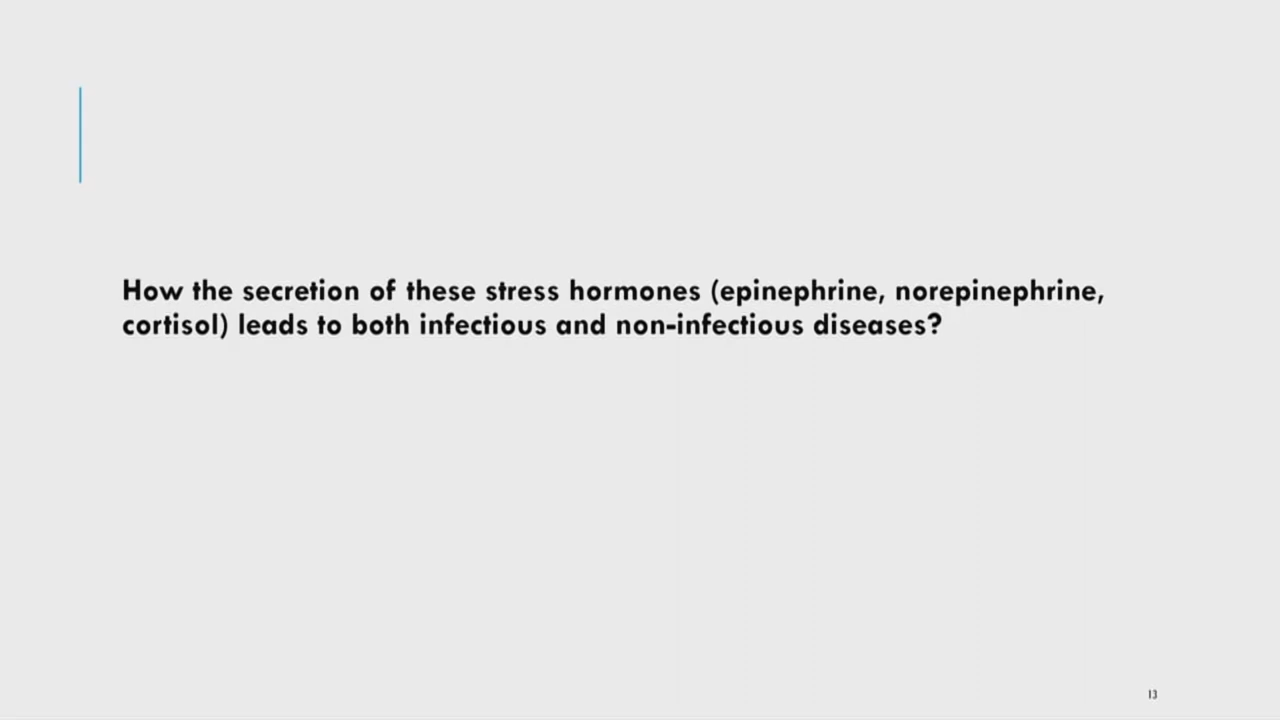 How the secretion of these stress hormones (epinephrine, norepinephrine,
cortisol) leads to both infectious and non-infectious diseases?
13